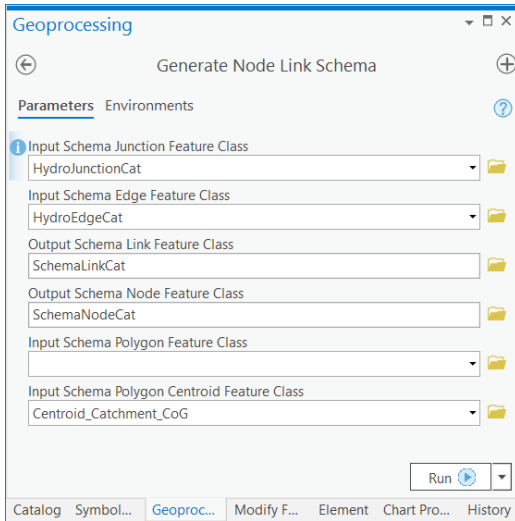 Geoprocessing
Generate Node Link Schema
Parameters Environments
Input Schema Junction Feature Class
HydroJunctionCat
Input Schema Edge Feature Class
HydroEdgeCat
Output Schema Link Feature Class
SchemaLinkCat
Output Schema Node Feature Class
SchemaNodeCat
Input Schema Polygon Feature Class
Input Schema Polygon Centroid Feature Class
Centroid_Catchment_CoG
Run
Catalog Symbol... Geoproc... Modify F... Element Chart Pro... History